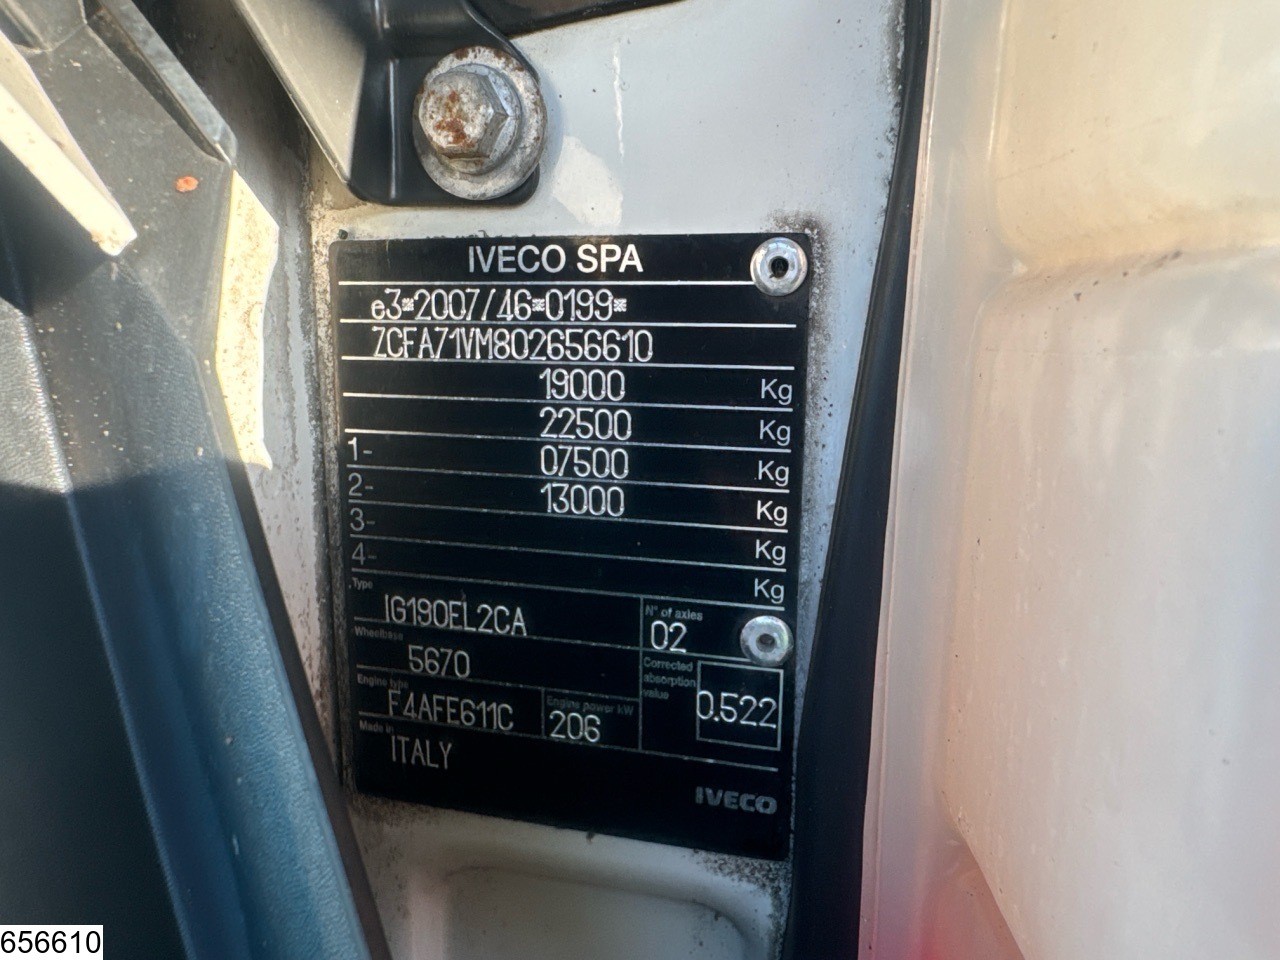 IVECO SPA
e3*2007/46*0199*
ZCFA71VM802656610
19000 Kg
22500 Kg
1- 07500 Kg
2- 13000 Kg
3- Kg
4- Kg
Type IG190EL2CA
N° of axles 02
Wheelbase 5670
Corrected absorption value 0.522
Engine type F4AFE611C
Engine power kW 206
Made in ITALY
IVECO
656610